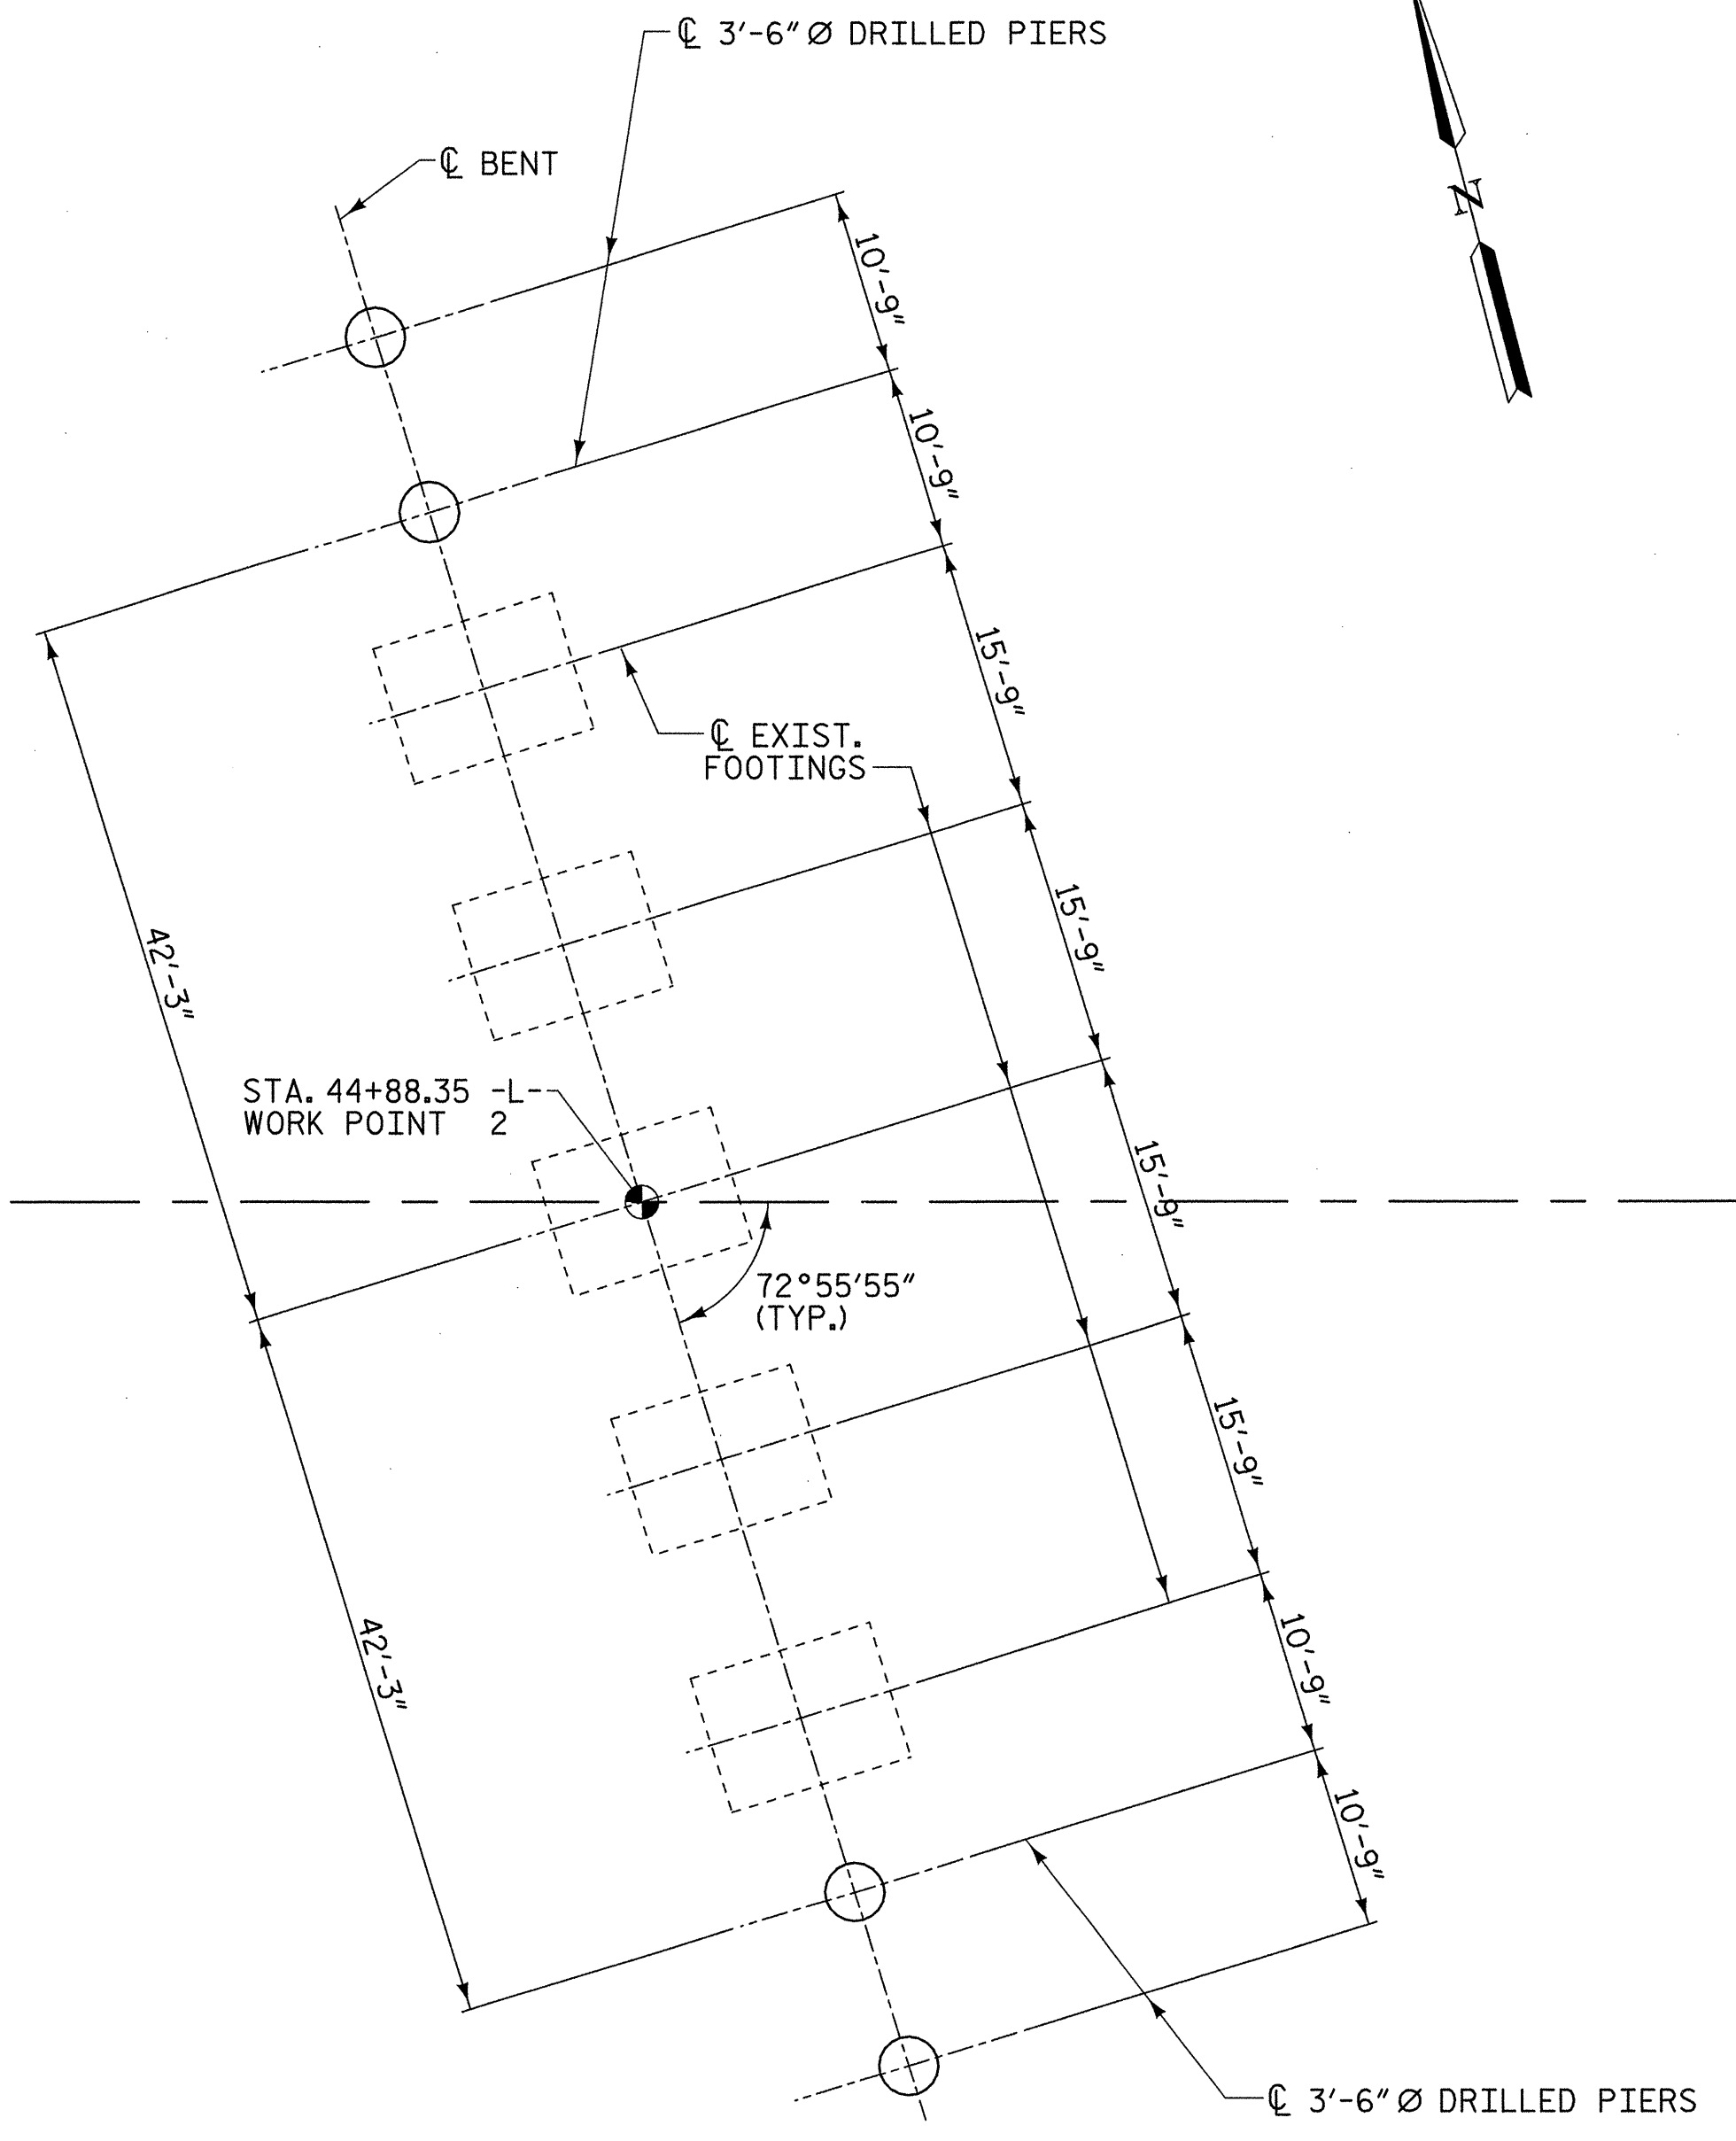 ℄ 3'-6"Ø DRILLED PIERS
℄ BENT
N
10'-9"
10'-9"
15'-9"
℄ EXIST.
FOOTINGS
15'-9"
42'-3"
STA. 44+88.35 -L-
WORK POINT 2
15'-9"
72°55'55"
(TYP.)
15'-9"
42'-3"
10'-9"
10'-9"
℄ 3'-6"Ø DRILLED PIERS